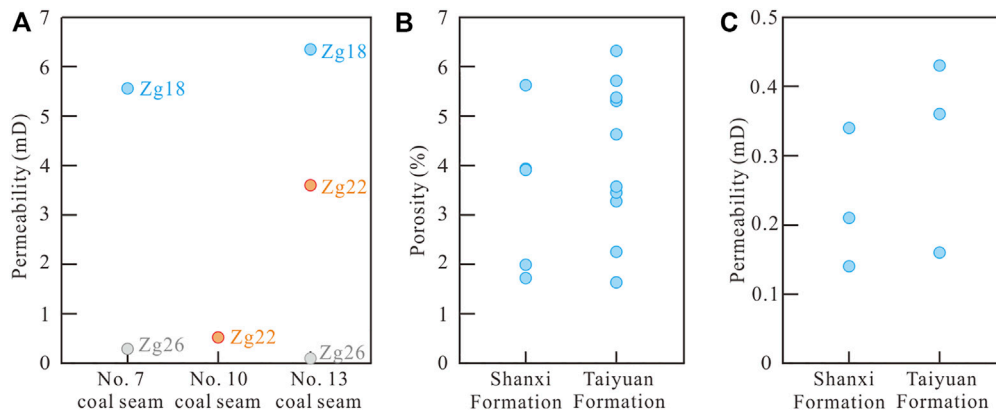 A
Permeability (mD)
7
6
5
4
3
2
1
0
Zg18
Zg18
Zg22
Zg22
Zg26
Zg26
No. 7
coal seam
No. 10
coal seam
No. 13
coal seam
B
Porosity (%)
7
6
5
4
3
2
1
0
Shanxi
Formation
Taiyuan
Formation
C
Permeability (mD)
0.5
0.4
0.3
0.2
0.1
0
Shanxi
Formation
Taiyuan
Formation